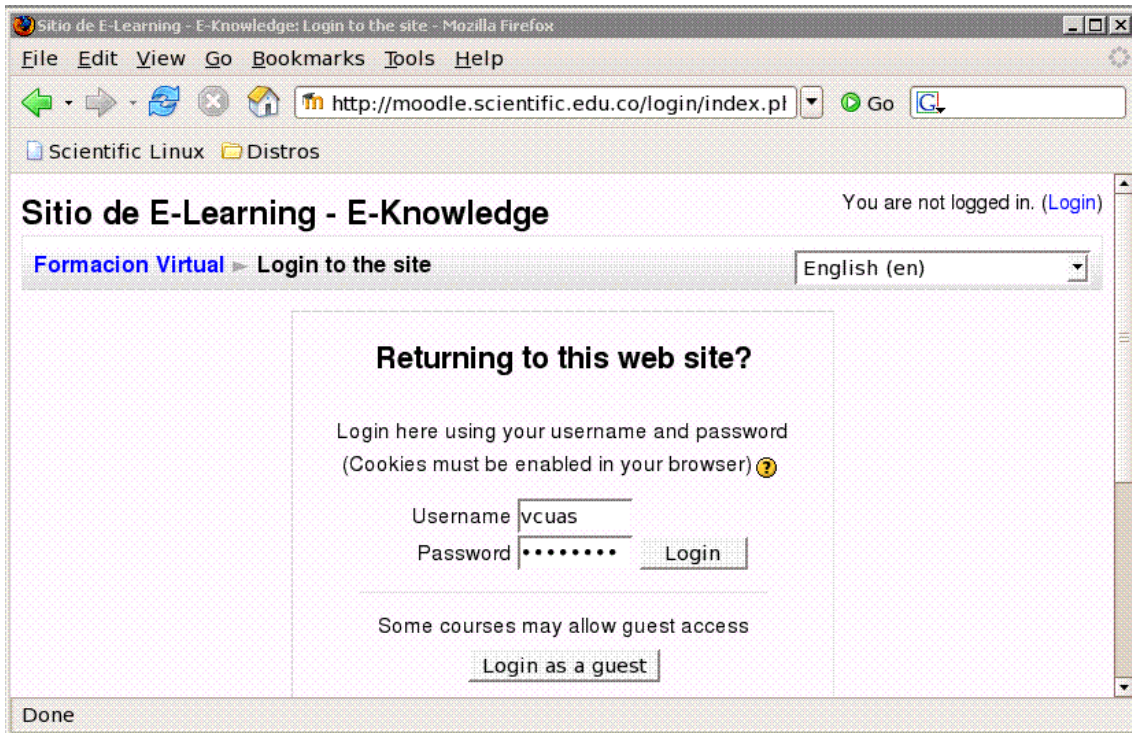 Sitio de E-Learning - E-Knowledge: Login to the site - Mozilla Firefox
File Edit View Go Bookmarks Tools Help
http://moodle.scientific.edu.co/login/index.pl Go G
Scientific Linux Distros
Sitio de E-Learning - E-Knowledge You are not logged in. (Login)
Formacion Virtual ► Login to the site English (en)
Returning to this web site?
Login here using your username and password
(Cookies must be enabled in your browser) ?
Username vcuas
Password •••••••• Login
Some courses may allow guest access
Login as a guest
Done